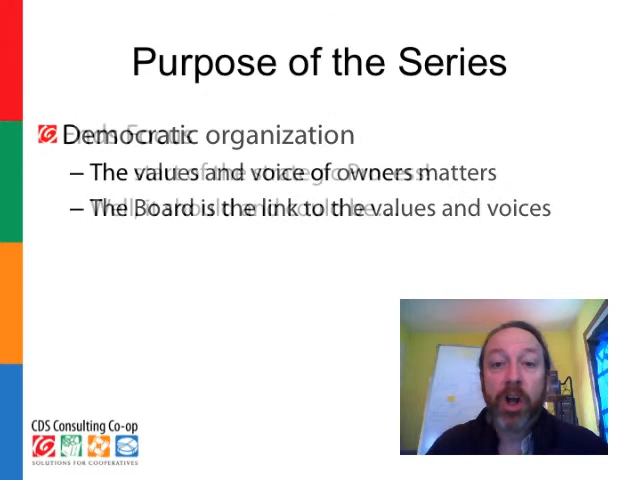 Purpose of the Series
Democratic organization
– The values and voice of owners matters
– The Board is the link to the values and voices
CDS Consulting Co-op
SOLUTIONS FOR COOPERATIVES